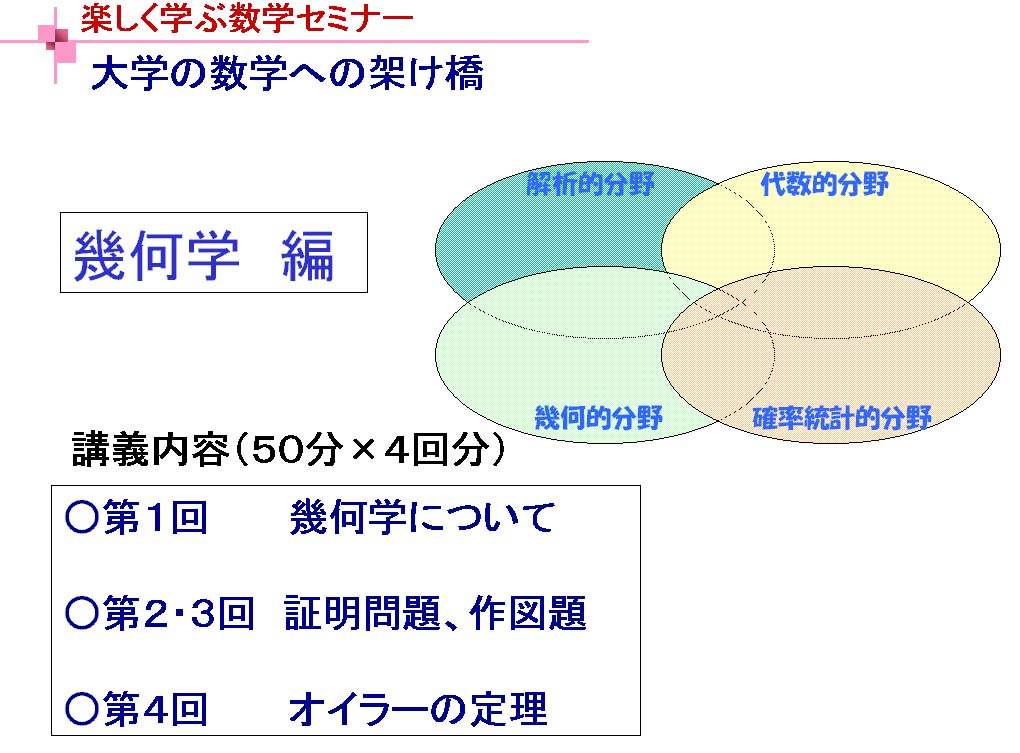 楽しく学ぶ数学セミナー
大学の数学への架け橋
解析的分野
代数的分野
幾何学　編
幾何的分野
確率統計的分野
講義内容（５０分×４回分）
○第１回　　幾何学について
○第２・３回　証明問題、作図題
○第４回　　オイラーの定理